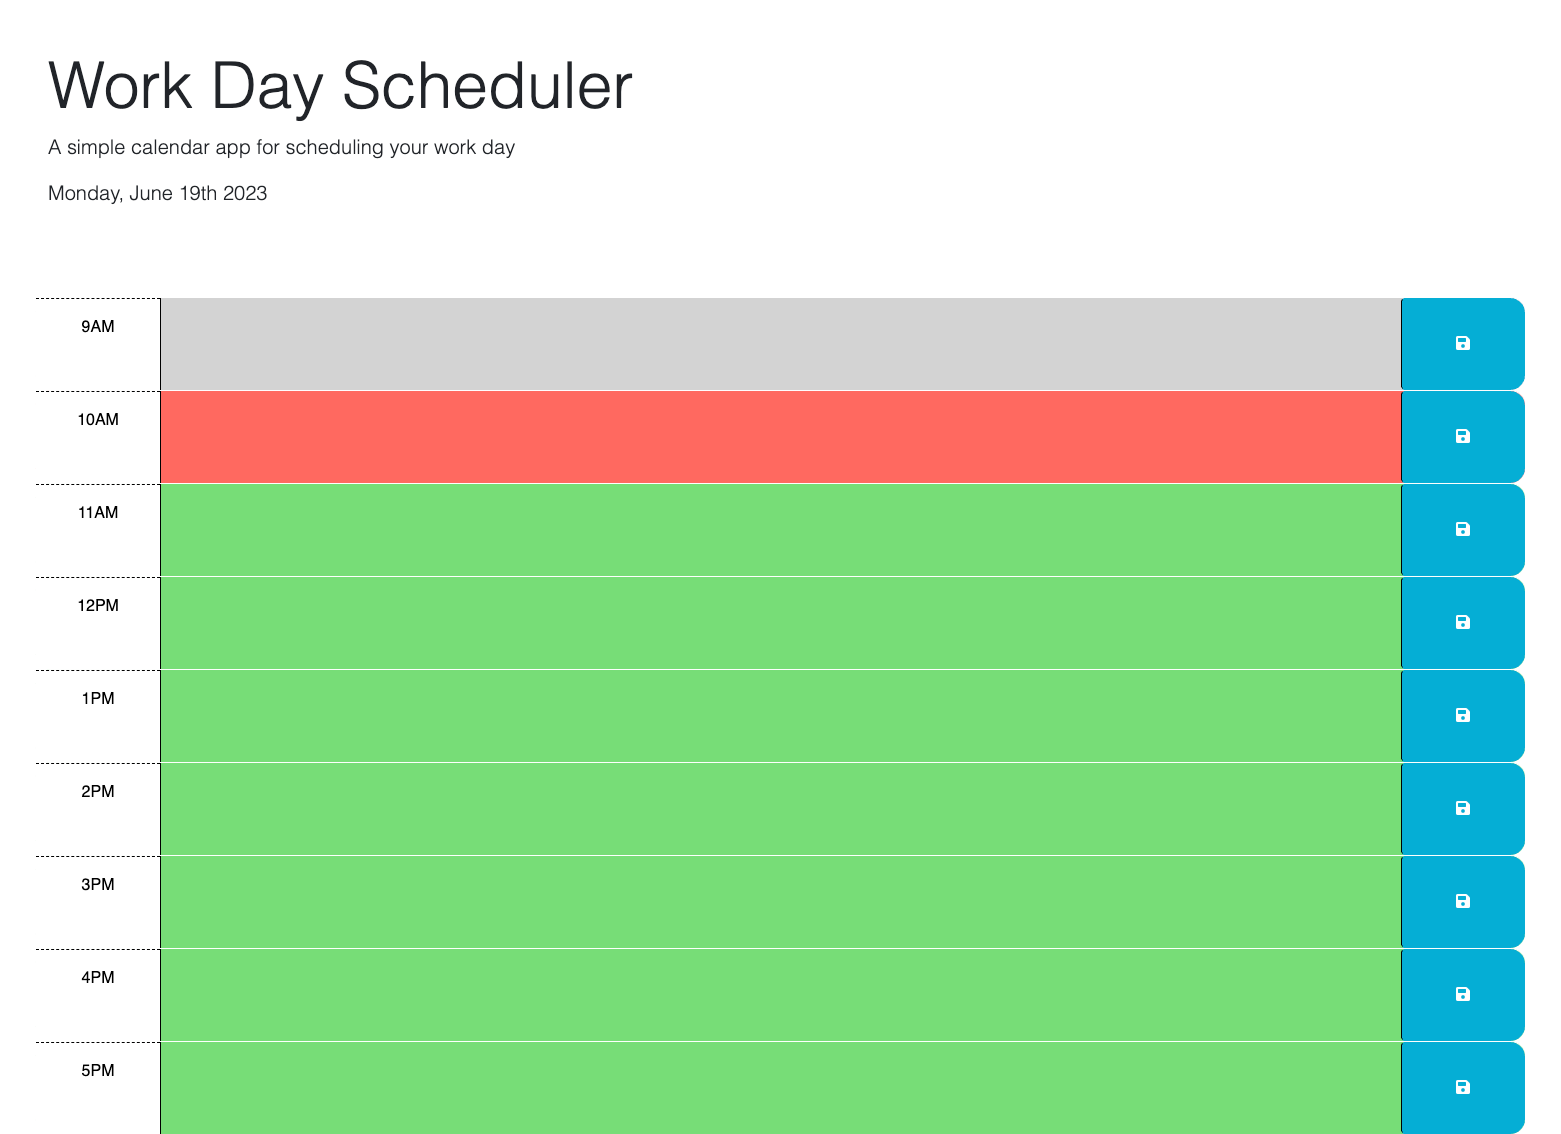 Work Day Scheduler
A simple calendar app for scheduling your work day
Monday, June 19th 2023
9AM
10AM
11AM
12PM
1PM
2PM
3PM
4PM
5PM